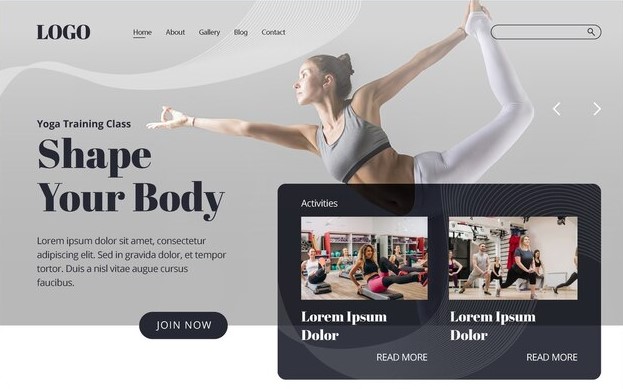 LOGO
Home
About
Gallery
Blog
Contact
Yoga Training Class
Shape
Your Body
Lorem ipsum dolor sit amet, consectetur
adipiscing elit. Sed in gravida dolor, et tempor
tortor. Duis a nisl vitae augue cursus
faucibus.
JOIN NOW
Activities
Lorem Ipsum
Dolor
READ MORE
Lorem Ipsum
Dolor
READ MORE